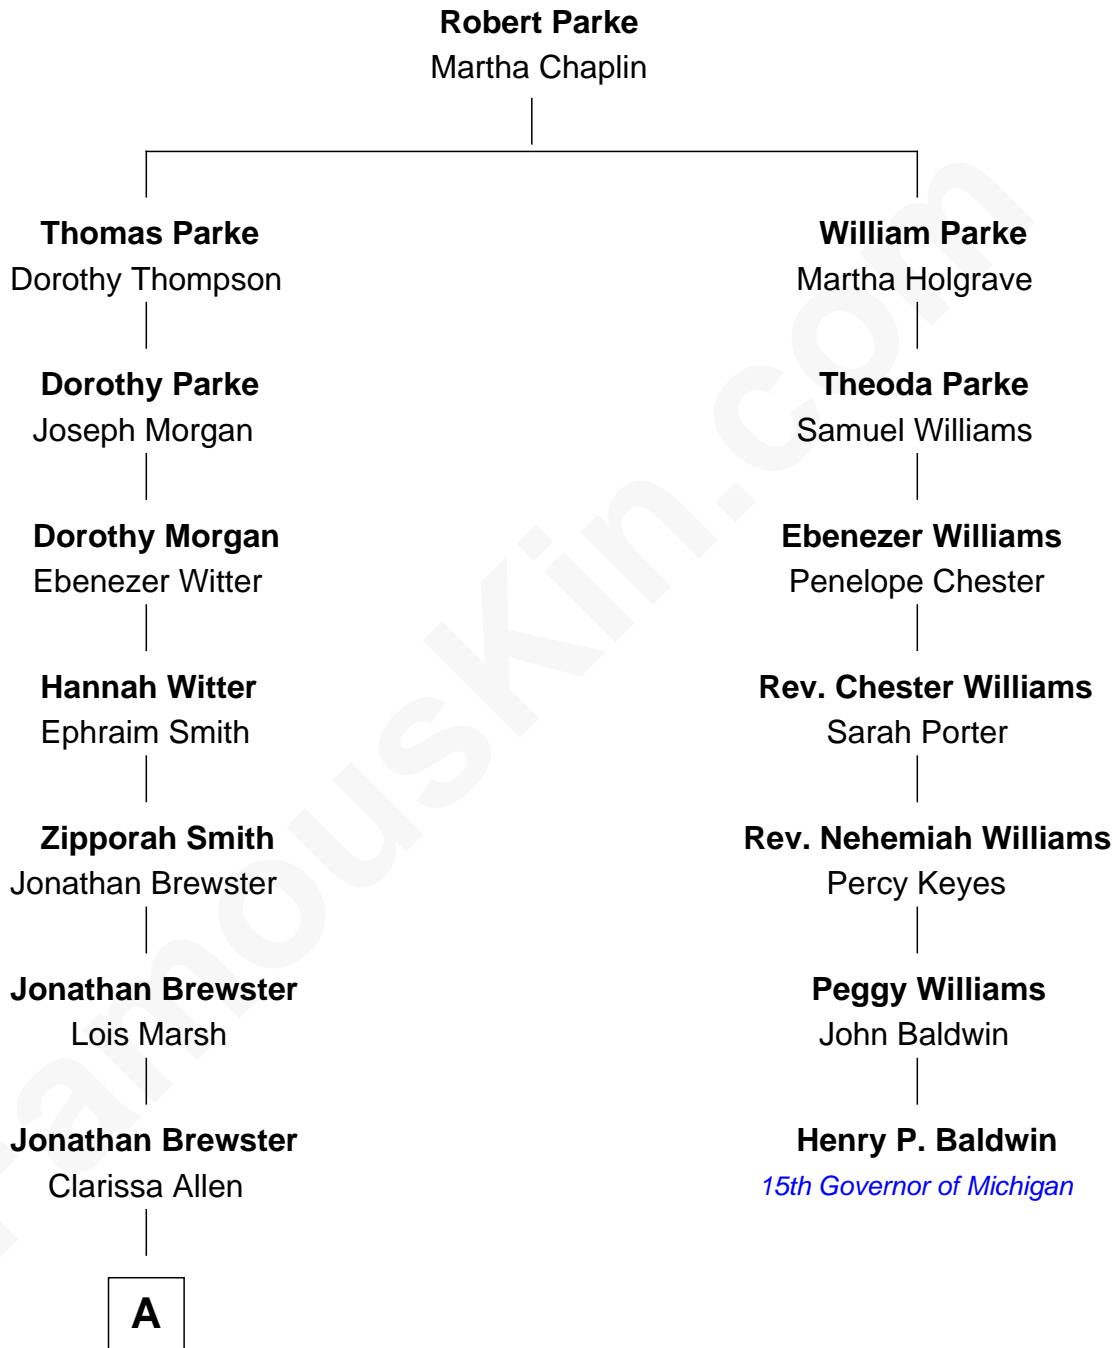 Robert Parke
Martha Chaplin
Thomas Parke
Dorothy Thompson
William Parke
Martha Holgrave
Dorothy Parke
Joseph Morgan
Theoda Parke
Samuel Williams
Dorothy Morgan
Ebenezer Witter
Ebenezer Williams
Penelope Chester
Hannah Witter
Ephraim Smith
Rev. Chester Williams
Sarah Porter
Zipporah Smith
Jonathan Brewster
Rev. Nehemiah Williams
Percy Keyes
Jonathan Brewster
Lois Marsh
Peggy Williams
John Baldwin
Jonathan Brewster
Clarissa Allen
Henry P. Baldwin
15th Governor of Michigan
A
FamousKin.com